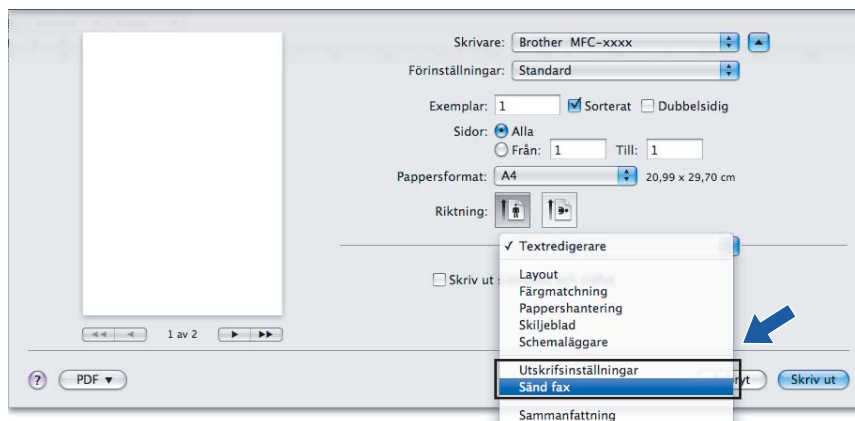 Skrivare: Brother MFC-xxxx
Förinställningar: Standard
Exemplar: 1 Sorterat Dubbelsidig
Sidor: Alla
Från: 1 Till: 1
Pappersformat: A4 20,99 x 29,70 cm
Riktning:
✓ Textredigerare
Skriv ut
Layout
Färgmatchning
Pappershantering
Skiljeblad
Schemaläggare
1 av 2
Utskrifsinställningar
Sänd fax
Sammanfattning
? PDF ▼ Skriv ut